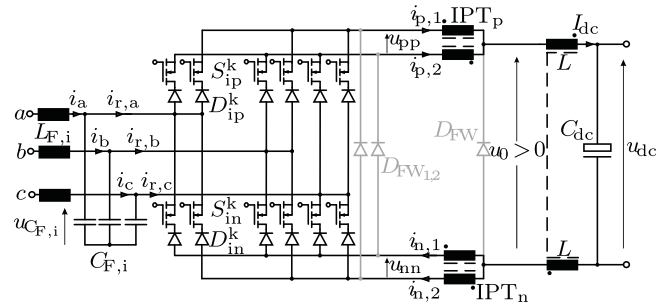 i_p,1 IPT_p I_dc
u_pp
S_ip^k i_p,2 L
D_ip^k
a i_a i_r,a
L_F,i D_FW u_0 > 0 C_dc u_dc
b i_b i_r,b
D_FW1,2
c i_c i_r,c
S_in^k
u_CF,i D_in^k i_n,1 L
C_F,i u_nn
i_n,2 IPT_n